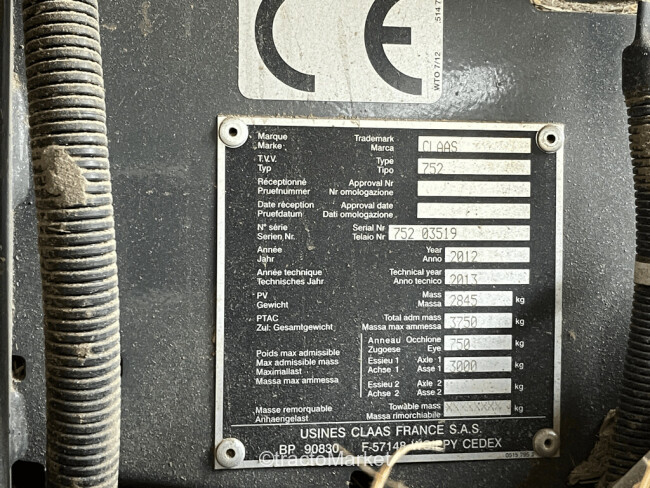 CE
WTO 7/12
Marque Trademark
Marke Marca CLAAS
T.V.V. Type
Typ Tipo 752
Réceptionné Approval Nr
Pruefnummer Nr omologazione
Date rèception Approval date
Pruefdatum Dati omologazione
N° série Serial Nr
Serien Nr. Telaio Nr 752 03519
Année Year
Jahr Anno 2012
Année technique Technical year
Technisches Jahr Anno tecnico 2013
PV Mass
Gewicht Massa 2845 kg
PTAC Total adm mass
Zul: Gesamtgewicht Massa max ammessa 3750 kg
Anneau Occhione
Zugoese Eye 750 kg
Poids max admissible
Max admissible mass
Maximallast
Massa max ammessa
Essieu 1 Axle 1
Achse 1 Asse 1 3000 kg
Essieu 2 Axle 2
Achse 2 Asse 2 kg
Masse remorquable Towable mass
Anhaengelast Massa rimorchiabile kg
USINES CLAAS FRANCE S.A.S.
BP 90830 F-57148 WOIPPY CEDEX
©tractoMarket